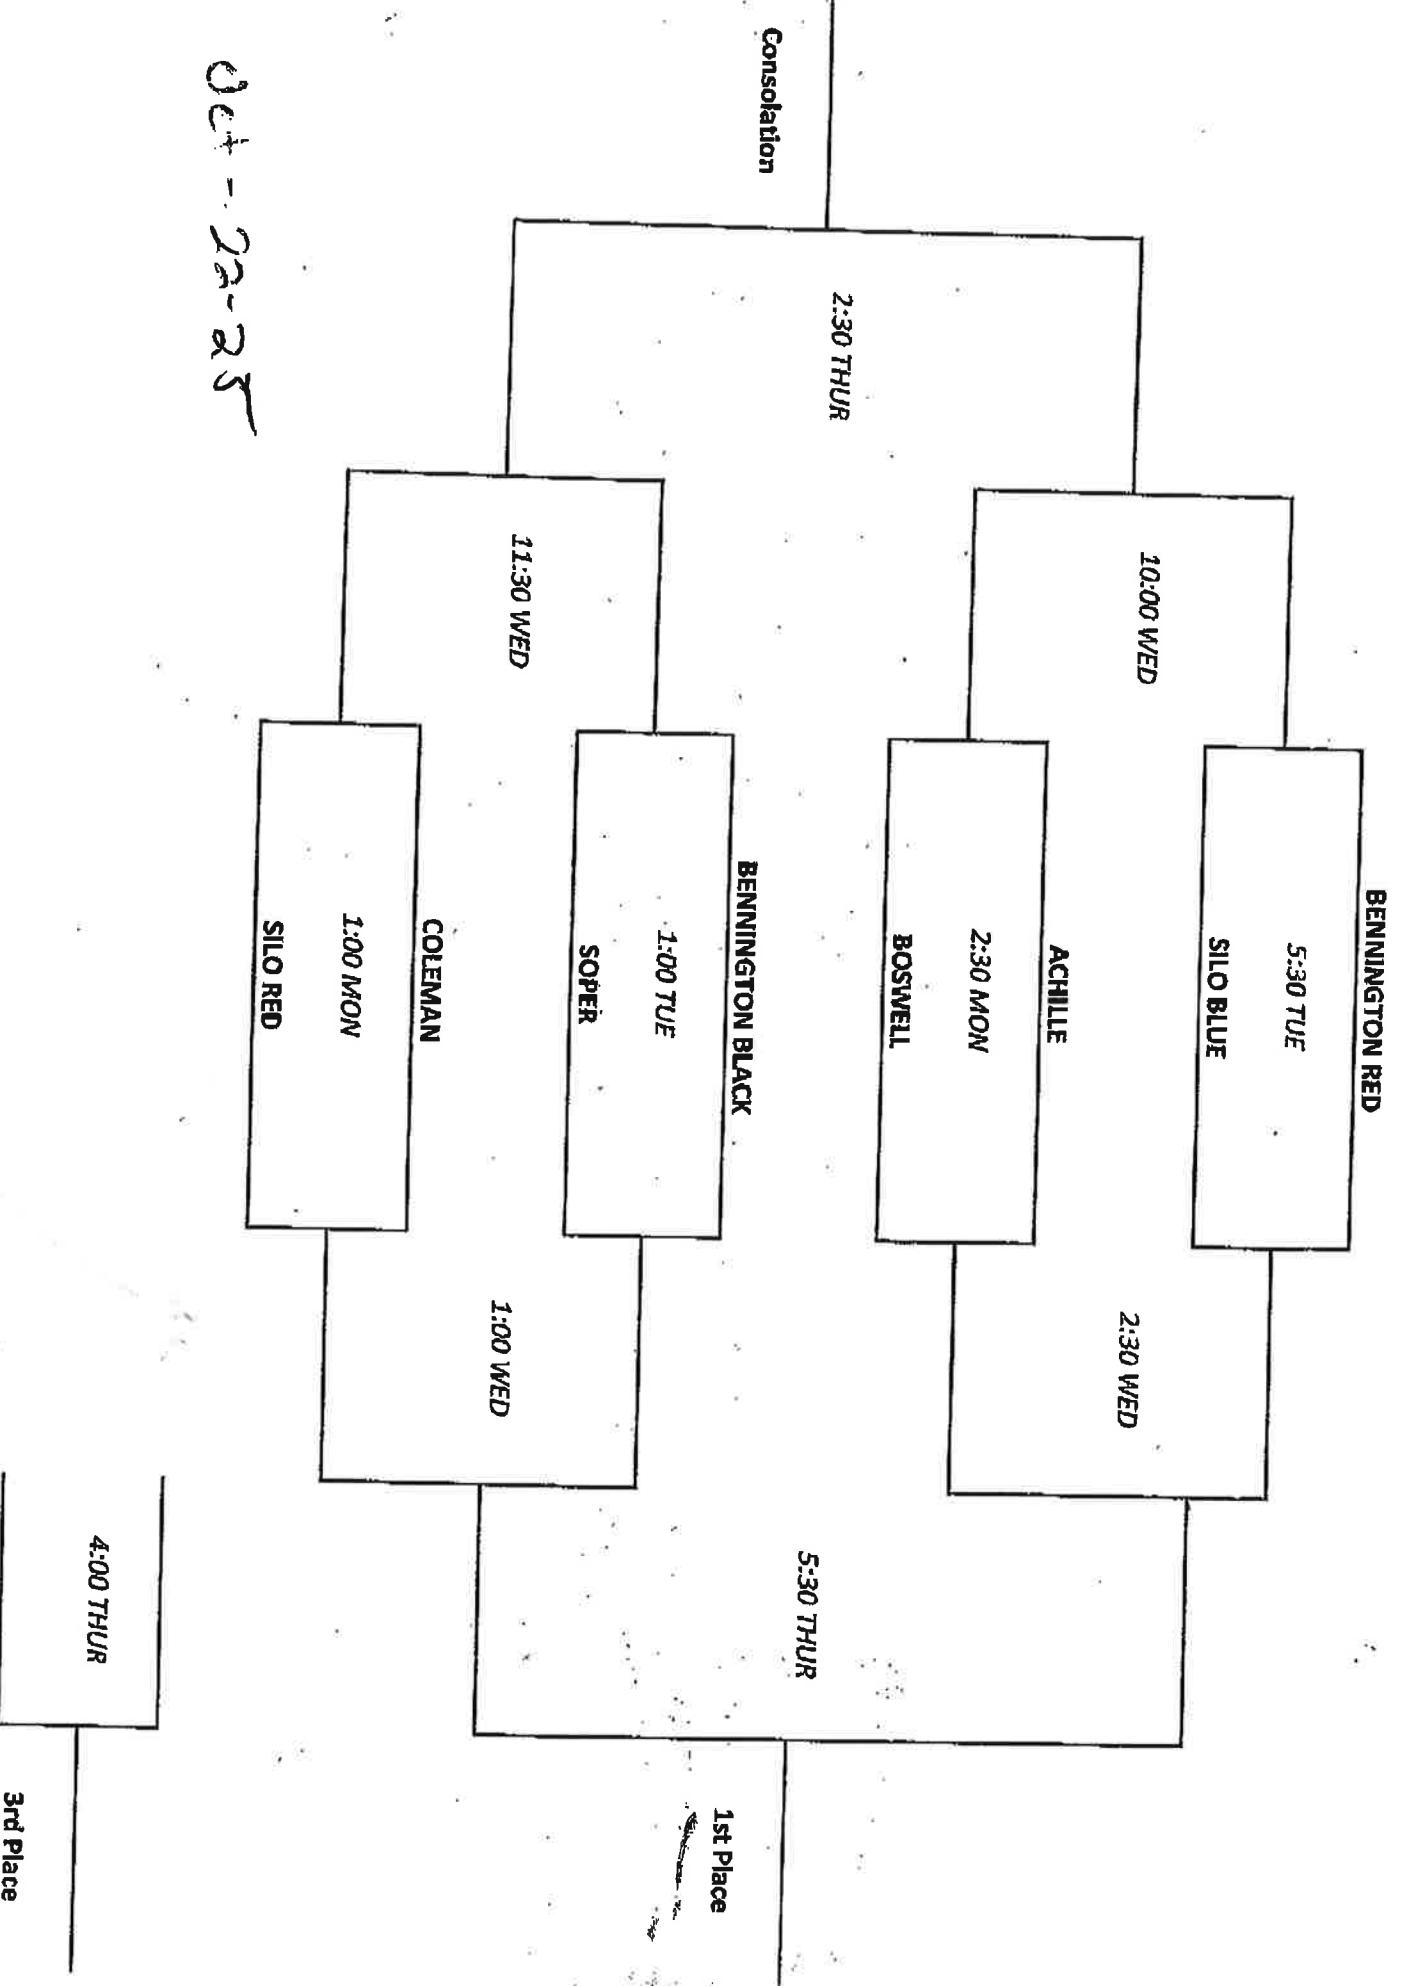 BENNINGTON RED
5:30 TUE
SILO BLUE
10:00 WED
2:30 WED
ACHILLE
2:30 MON
BOSWELL
2:30 THUR
5:30 THUR
Consolation
1st Place
BENNINGTON BLACK
1:00 TUE
SOPER
11:30 WED
1:00 WED
COLEMAN
1:00 MON
SILO RED
Oct - 22-25
4:00 THUR
3rd Place